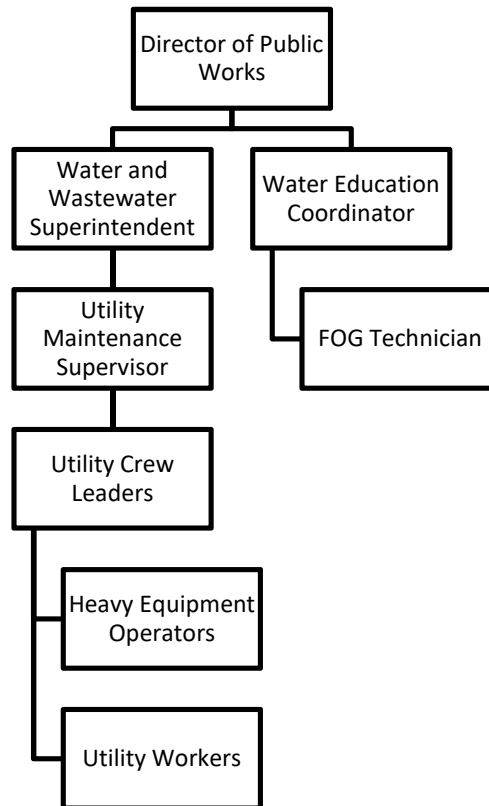 Director of Public
Works
Water and
Wastewater
Superintendent
Water Education
Coordinator
Utility
Maintenance
Supervisor
FOG Technician
Utility Crew
Leaders
Heavy Equipment
Operators
Utility Workers